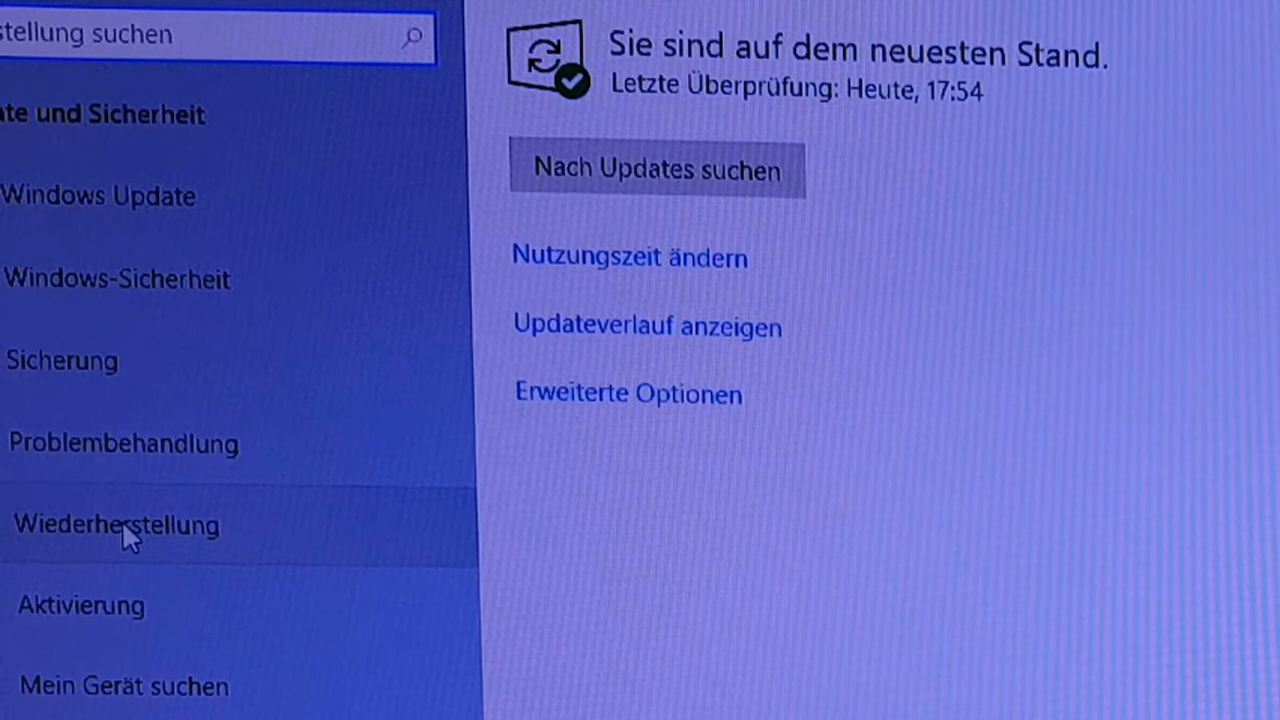 stellung suchen
Sie sind auf dem neuesten Stand.
Letzte Überprüfung: Heute, 17:54
te und Sicherheit
Nach Updates suchen
Windows Update
Nutzungszeit ändern
Windows-Sicherheit
Updateverlauf anzeigen
Sicherung
Erweiterte Optionen
Problembehandlung
Wiederherstellung
Aktivierung
Mein Gerät suchen